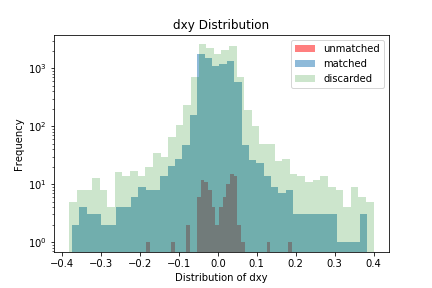 dxy Distribution
unmatched
matched
discarded
Frequency
10³
10²
10¹
10⁰
−0.4 −0.3 −0.2 −0.1 0.0 0.1 0.2 0.3 0.4
Distribution of dxy